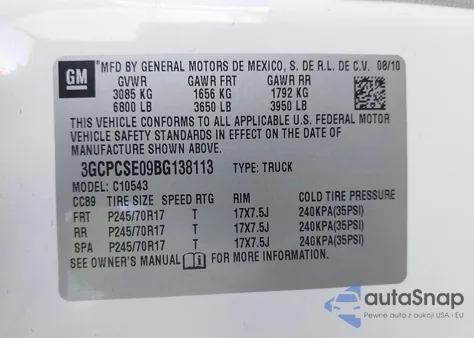 GM
MFD BY GENERAL MOTORS DE MEXICO, S. DE R.L. DE C.V. 08/10
GVWR GAWR FRT GAWR RR
3085 KG 1656 KG 1792 KG
6800 LB 3650 LB 3950 LB
THIS VEHICLE CONFORMS TO ALL APPLICABLE U.S. FEDERAL MOTOR
VEHICLE SAFETY STANDARDS IN EFFECT ON THE DATE OF
MANUFACTURE SHOWN ABOVE.
3GCPCSE09BG138113 TYPE: TRUCK
MODEL: C10543
CC89 TIRE SIZE SPEED RTG RIM COLD TIRE PRESSURE
FRT P245/70R17 T 17X7.5J 240KPA(35PSI)
RR P245/70R17 T 17X7.5J 240KPA(35PSI)
SPA P245/70R17 T 17X7.5J 240KPA(35PSI)
SEE OWNER'S MANUAL FOR MORE INFORMATION.
autoSnap
Pewne auta z aukcji USA i EU